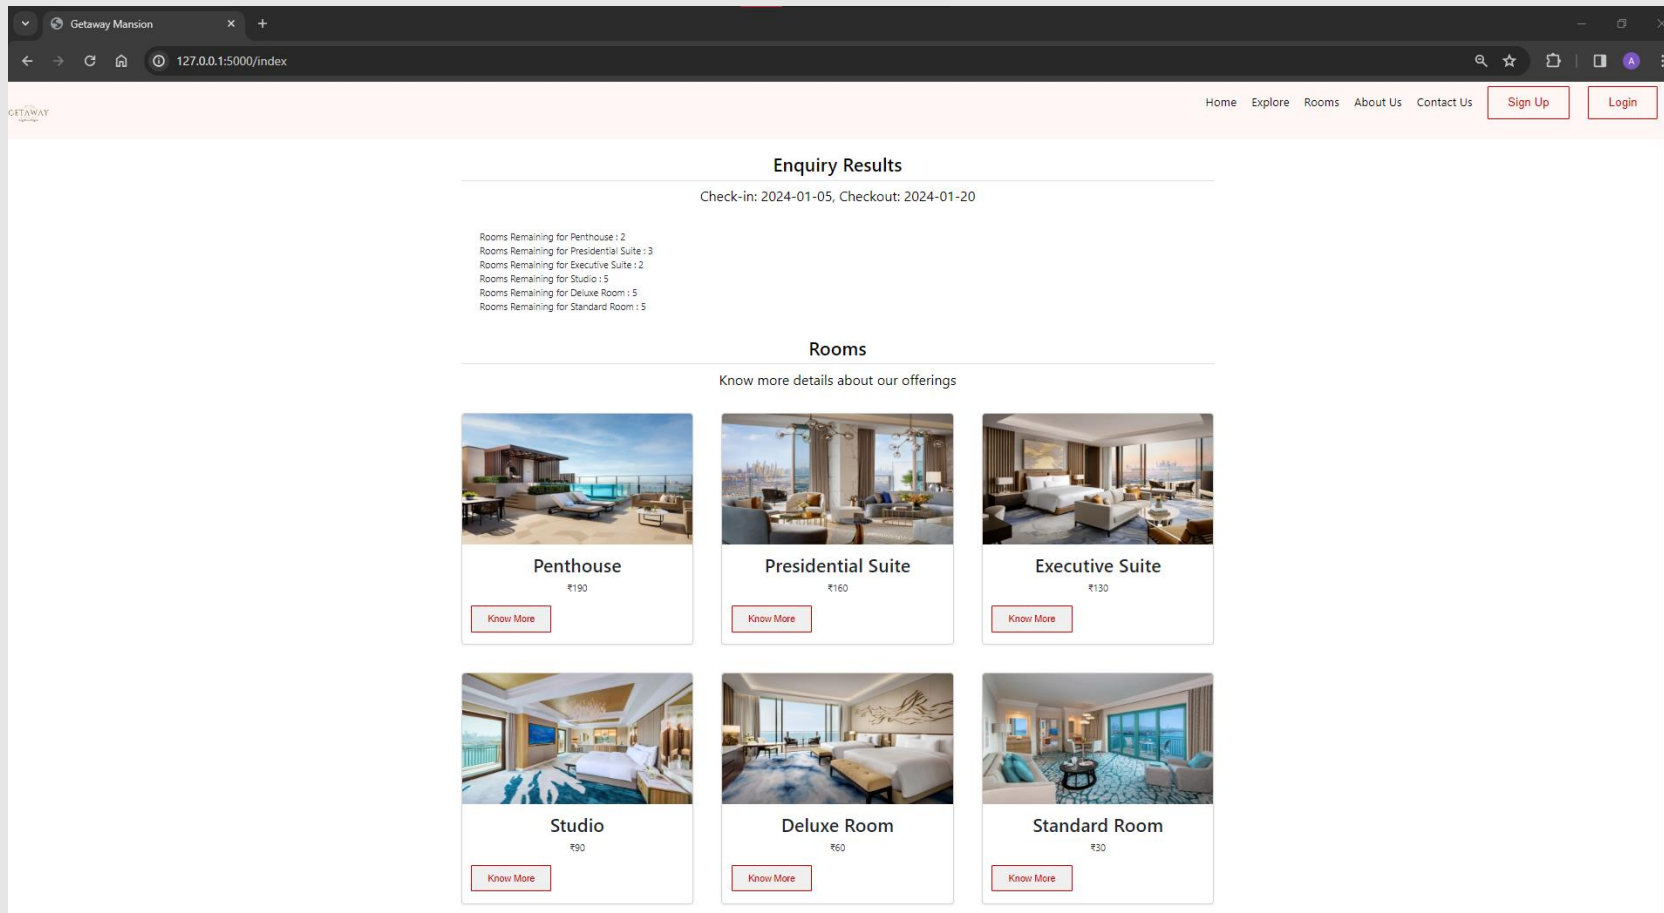 Getaway Mansion
127.0.0.1:5000/index
A
GETAWAY
Home Explore Rooms About Us Contact Us Sign Up Login
Enquiry Results
Check-in: 2024-01-05, Checkout: 2024-01-20
Rooms Remaining for Penthouse : 2
Rooms Remaining for Presidential Suite : 3
Rooms Remaining for Executive Suite : 2
Rooms Remaining for Studio : 5
Rooms Remaining for Deluxe Room : 5
Rooms Remaining for Standard Room : 5
Rooms
Know more details about our offerings
Penthouse Presidential Suite Executive Suite
₹190 ₹160 ₹130
Know More Know More Know More
Studio Deluxe Room Standard Room
₹90 ₹60 ₹30
Know More Know More Know More